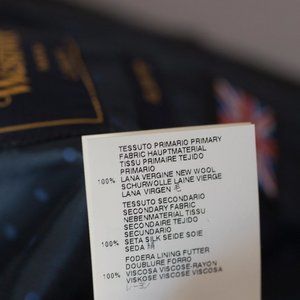 TESSUTO PRIMARIO PRIMARY
FABRIC HAUPTMATERIAL
TISSU PRIMAIRE TEJIDO
PRIMARIO
100% LANA VERGINE NEW WOOL
SCHURWOLLE LAINE VIERGE
LANA VIRGEN 毛
TESSUTO SECONDARIO
SECONDARY FABRIC
NEBENMATERIAL TISSU
SECONDAIRE TEJIDO
SECUNDARIO
100% SETA SILK SEIDE SOIE
SEDA 絹
FODERA LINING FUTTER
DOUBLURE FORRO
100% VISCOSA VISCOSE-RAYON
VISKOSE VISCOSE VISCOSA